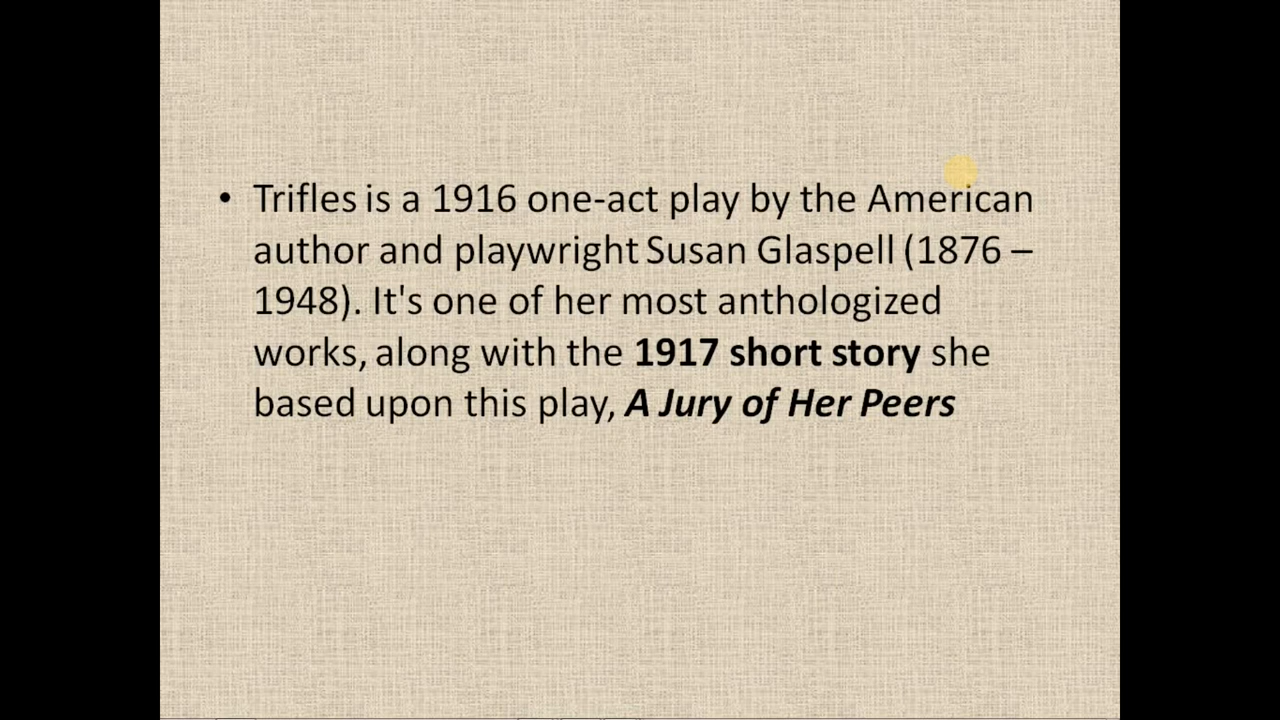 • Trifles is a 1916 one-act play by the American
author and playwright Susan Glaspell (1876 –
1948). It's one of her most anthologized
works, along with the 1917 short story she
based upon this play, A Jury of Her Peers